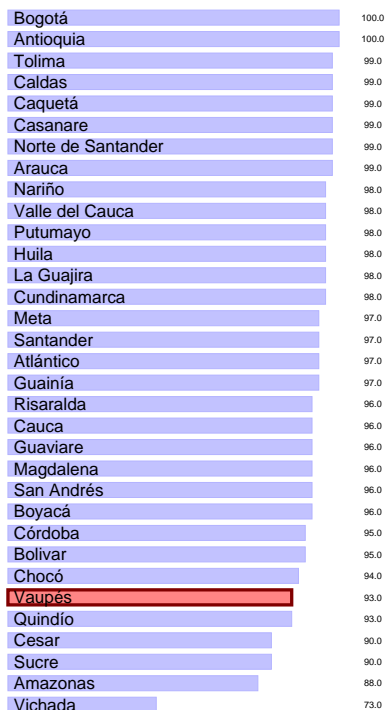 Bogotá 100.0
Antioquia 100.0
Tolima 99.0
Caldas 99.0
Caquetá 99.0
Casanare 99.0
Norte de Santander 99.0
Arauca 99.0
Nariño 98.0
Valle del Cauca 98.0
Putumayo 98.0
Huila 98.0
La Guajira 98.0
Cundinamarca 98.0
Meta 97.0
Santander 97.0
Atlántico 97.0
Guainía 97.0
Risaralda 96.0
Cauca 96.0
Guaviare 96.0
Magdalena 96.0
San Andrés 96.0
Boyacá 96.0
Córdoba 95.0
Bolivar 95.0
Chocó 94.0
Vaupés 93.0
Quindío 93.0
Cesar 90.0
Sucre 90.0
Amazonas 88.0
Vichada 73.0